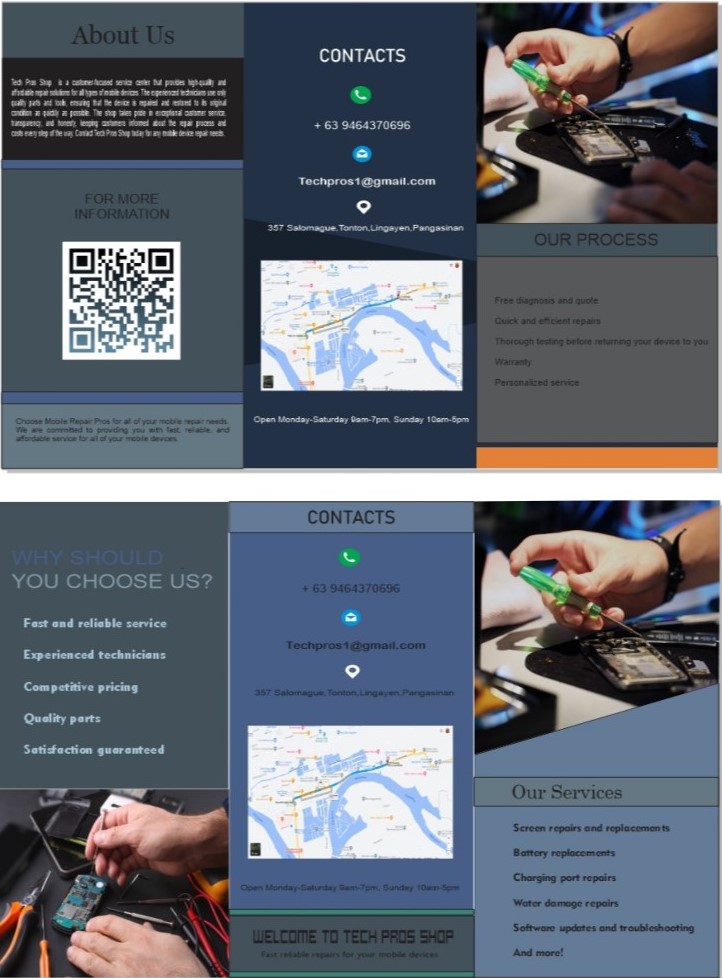 About Us
Tech Pros Shop is a customer-focused service center that provides high-quality and
affordable repair solutions for all types of mobile devices. The experienced technicians use only
quality parts and tools, ensuring that the device is repaired and restored to its original
condition as quickly as possible. The shop takes pride in exceptional customer service,
transparency, and honesty, keeping customers informed about the repair process and
costs every step of the way. Contact Tech Pros Shop today for any mobile device repair needs.
FOR MORE
INFORMATION
Choose Mobile Repair Pros for all of your mobile repair needs.
We are committed to providing you with fast, reliable, and
affordable service for all of your mobile devices.
CONTACTS
+ 63 9464370696
Techpros1@gmail.com
357 Salomague,Tonton,Lingayen,Pangasinan
Open Monday-Saturday 9am-7pm, Sunday 10am-5pm
OUR PROCESS
Free diagnosis and quote
Quick and efficient repairs
Thorough testing before returning your device to you
Warranty
Personalized service
WHY SHOULD
YOU CHOOSE US?
Fast and reliable service
Experienced technicians
Competitive pricing
Quality parts
Satisfaction guaranteed
CONTACTS
+ 63 9464370696
Techpros1@gmail.com
357 Salomague,Tonton,Lingayen,Pangasinan
Open Monday-Saturday 9am-7pm, Sunday 10am-5pm
WELCOME TO TECH PROS SHOP
Fast reliable repairs for your mobile devices
Our Services
Screen repairs and replacements
Battery replacements
Charging port repairs
Water damage repairs
Software updates and troubleshooting
And more!